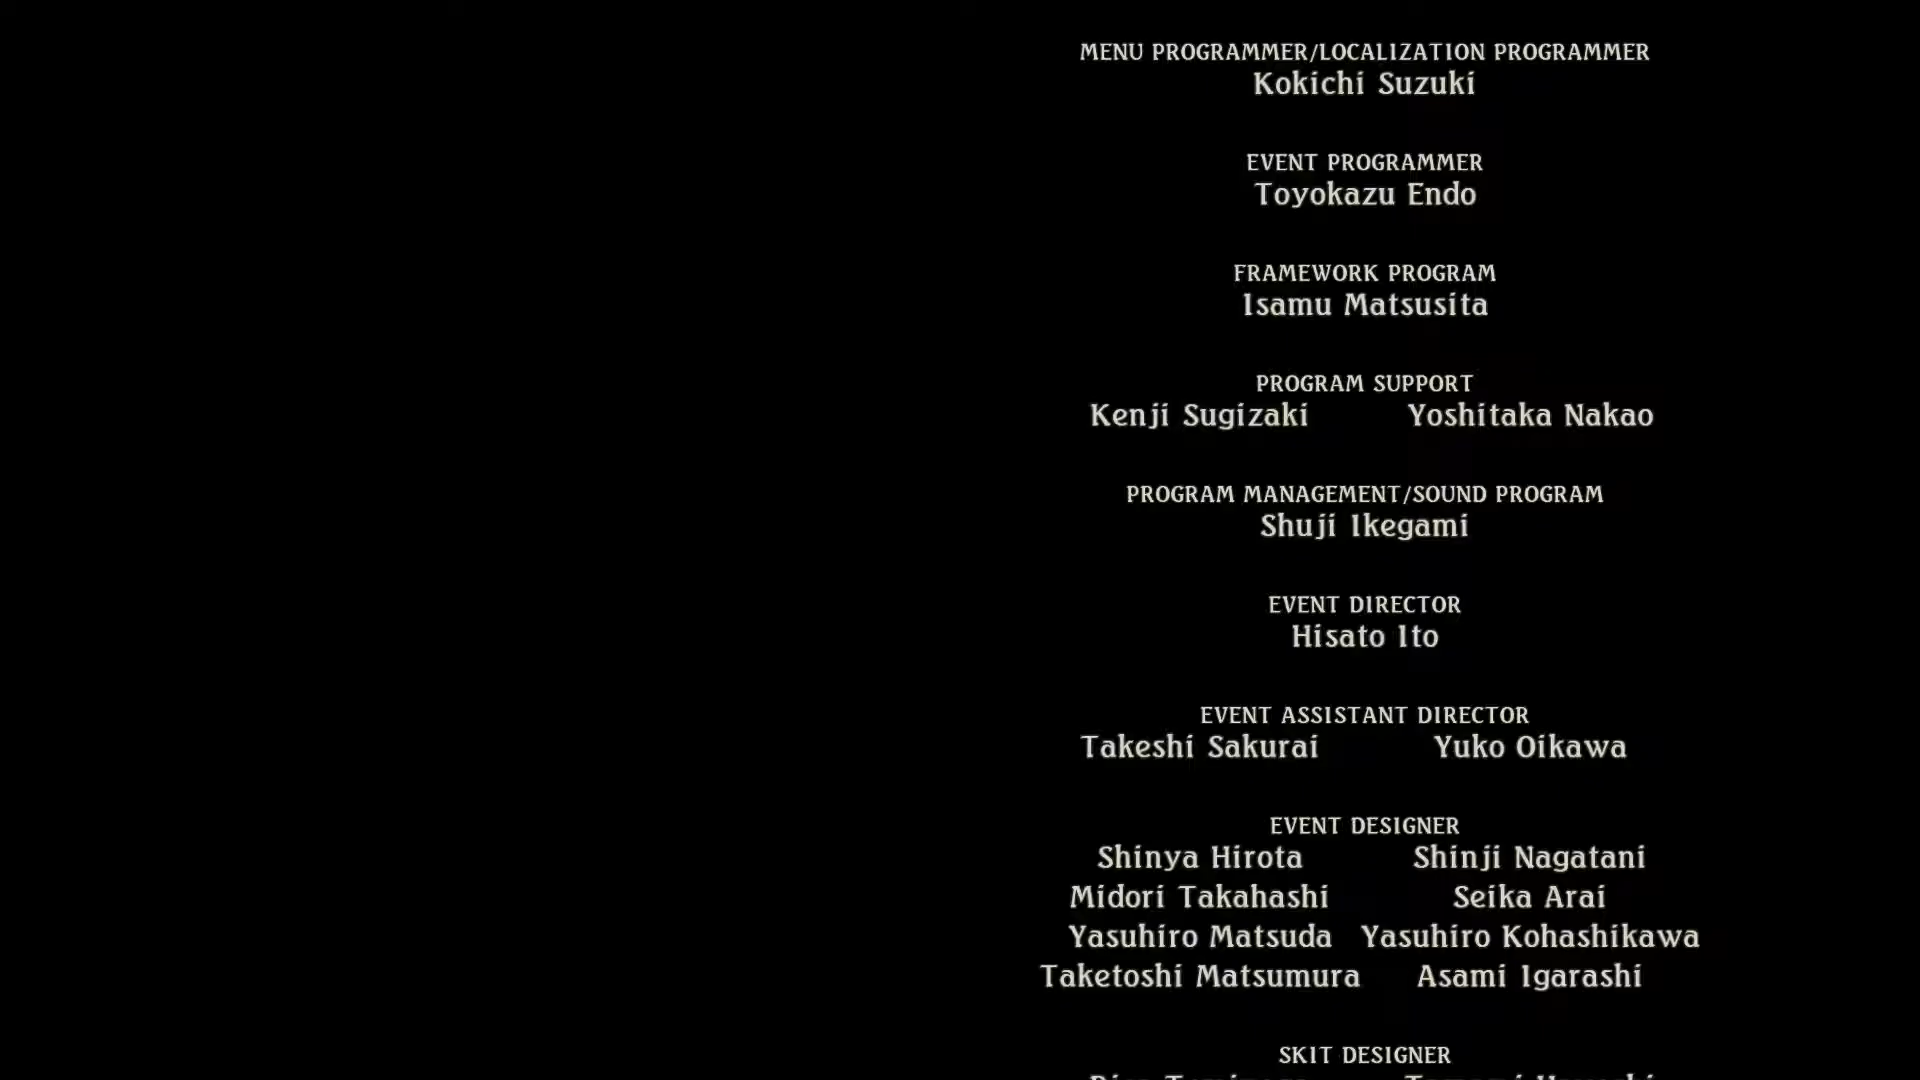 MENU PROGRAMMER/LOCALIZATION PROGRAMMER
Kokichi Suzuki
EVENT PROGRAMMER
Toyokazu Endo
FRAMEWORK PROGRAM
Isamu Matsusita
PROGRAM SUPPORT
Kenji Sugizaki Yoshitaka Nakao
PROGRAM MANAGEMENT/SOUND PROGRAM
Shuji Ikegami
EVENT DIRECTOR
Hisato Ito
EVENT ASSISTANT DIRECTOR
Takeshi Sakurai Yuko Oikawa
EVENT DESIGNER
Shinya Hirota Shinji Nagatani
Midori Takahashi Seika Arai
Yasuhiro Matsuda Yasuhiro Kohashikawa
Taketoshi Matsumura Asami Igarashi
SKIT DESIGNER